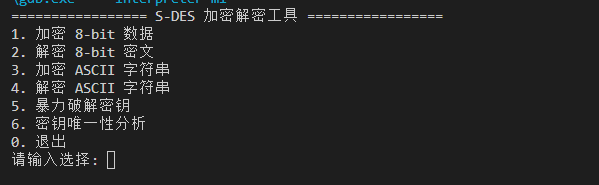 ================= S-DES 加密解密工具 =================
1. 加密 8-bit 数据
2. 解密 8-bit 密文
3. 加密 ASCII 字符串
4. 解密 ASCII 字符串
5. 暴力破解密钥
6. 密钥唯一性分析
0. 退出
请输入选择: